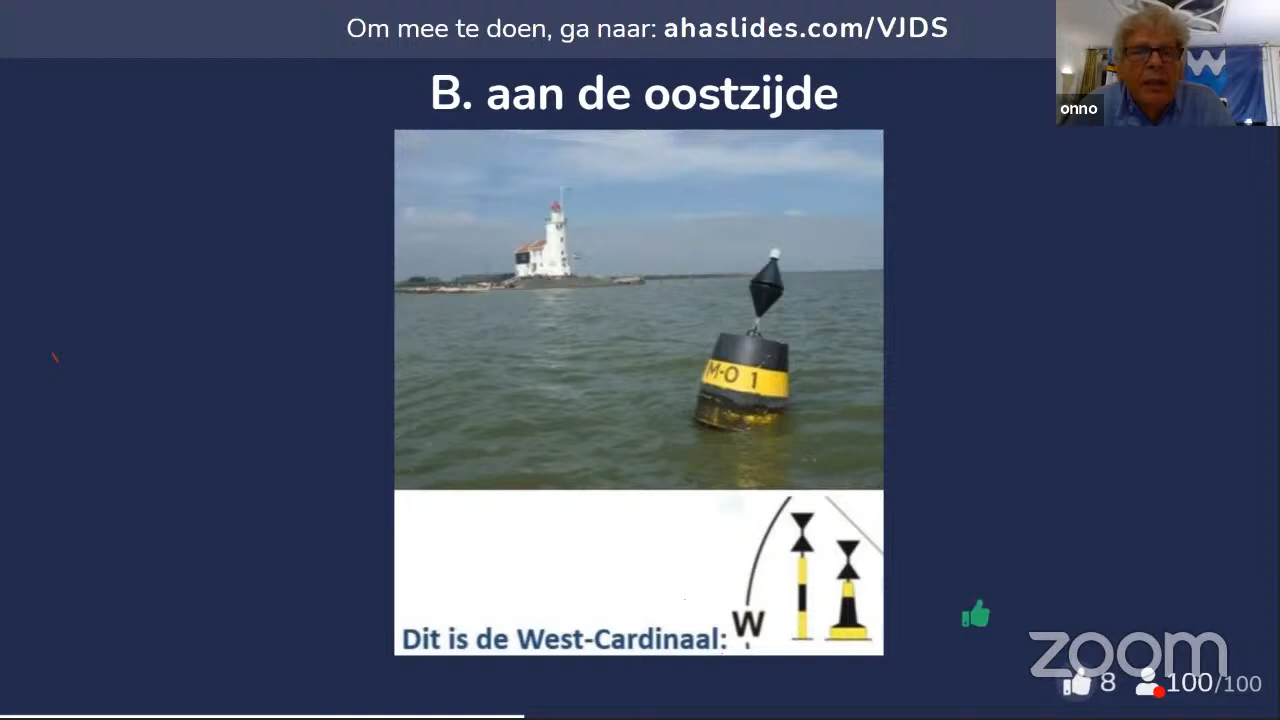 Om mee te doen, ga naar: ahaslides.com/VJDS
onno
B. aan de oostzijde
M-O 1
W
Dit is de West-Cardinaal:
zoom
8 100/100